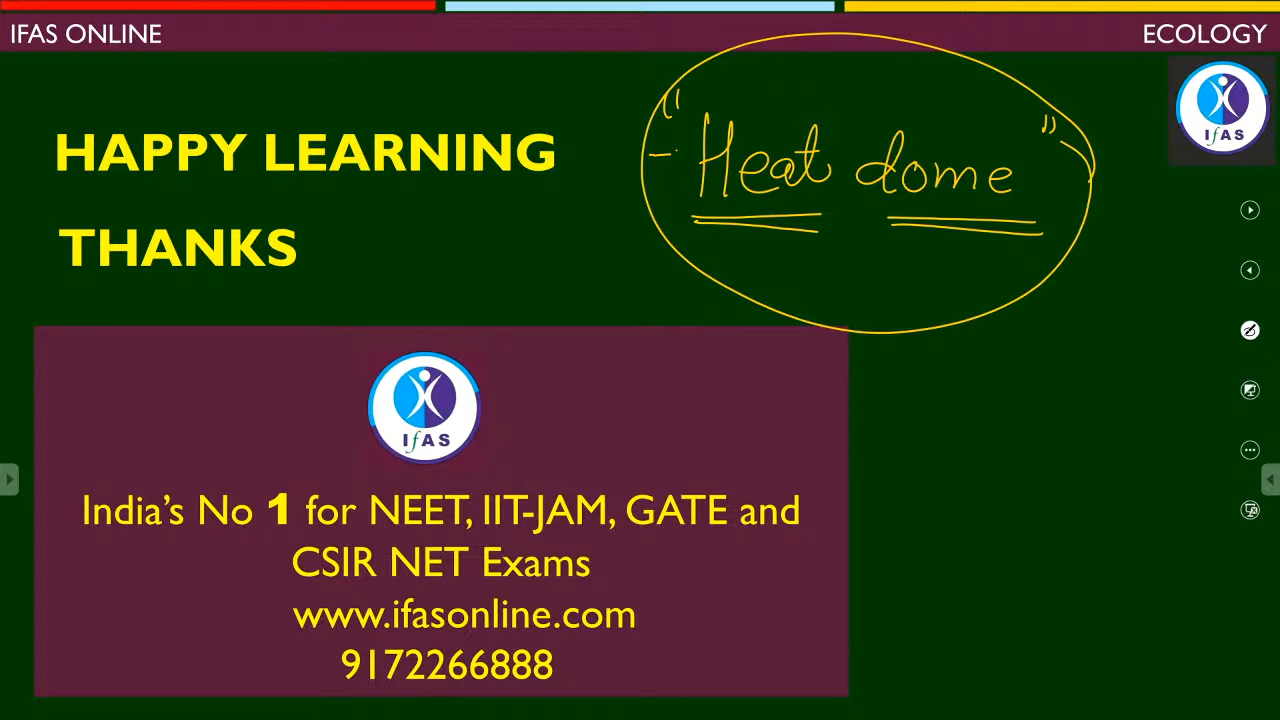 IFAS ONLINE
ECOLOGY
IfAS
HAPPY LEARNING
THANKS
"Heat dome"
IfAS
India's No 1 for NEET, IIT-JAM, GATE and
CSIR NET Exams
www.ifasonline.com
9172266888